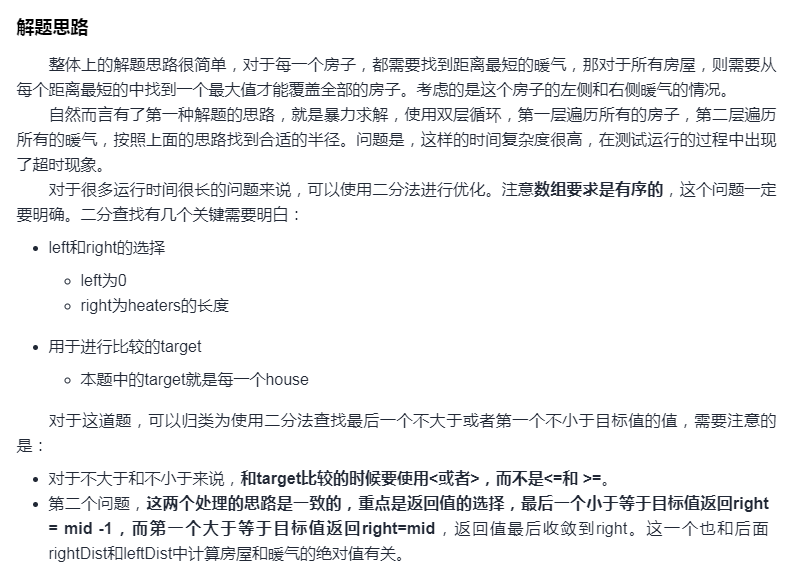 解题思路
整体上的解题思路很简单，对于每一个房子，都需要找到距离最短的暖气，那对于所有房屋，则需要从
每个距离最短的中找到一个最大值才能覆盖全部的房子。考虑的是这个房子的左侧和右侧暖气的情况。
自然而言有了第一种解题的思路，就是暴力求解，使用双层循环，第一层遍历所有的房子，第二层遍历
所有的暖气，按照上面的思路找到合适的半径。问题是，这样的时间复杂度很高，在测试运行的过程中出现
了超时现象。
对于很多运行时间很长的问题来说，可以使用二分法进行优化。注意数组要求是有序的，这个问题一定
要明确。二分查找有几个关键需要明白：
• left和right的选择
◦ left为0
◦ right为heaters的长度
• 用于进行比较的target
◦ 本题中的target就是每一个house
对于这道题，可以归类为使用二分法查找最后一个不大于或者第一个不小于目标值的值，需要注意的
是：
• 对于不大于和不小于来说，和target比较的时候要使用<或者>，而不是<=和 >=。
• 第二个问题，这两个处理的思路是一致的，重点是返回值的选择，最后一个小于等于目标值返回right
= mid -1，而第一个大于等于目标值返回right=mid，返回值最后收敛到right。这一个也和后面
rightDist和leftDist中计算房屋和暖气的绝对值有关。